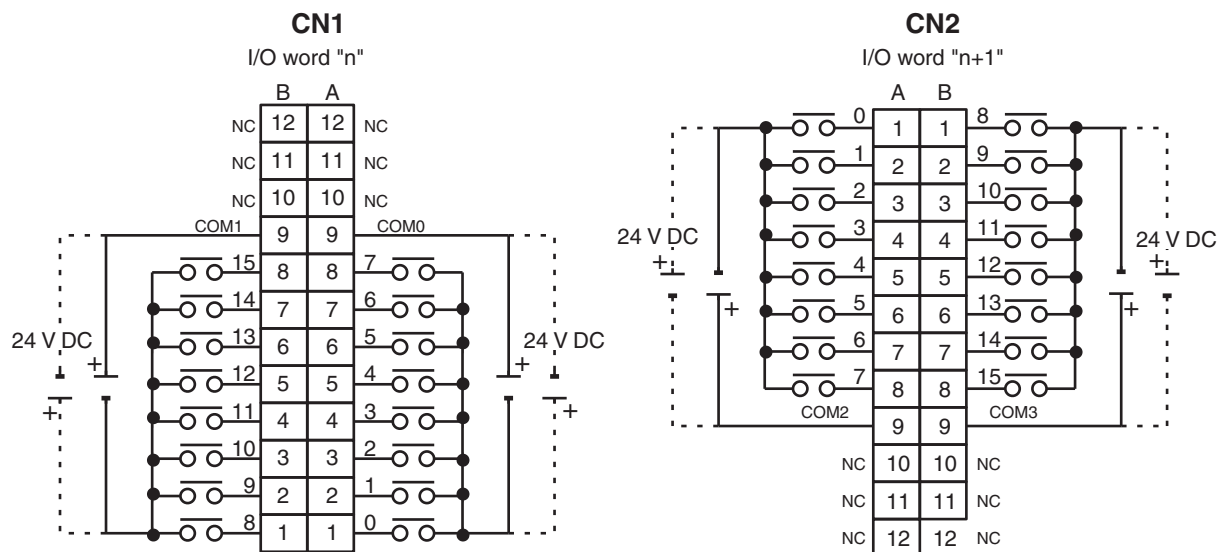 CN1
I/O word "n"
B A
NC 12 12 NC
NC 11 11 NC
NC 10 10 NC
COM1 9 9 COM0
15 8 8 7
14 7 7 6
13 6 6 5
24 V DC + + 24 V DC
12 5 5 4
+ 11 4 4 3 +
10 3 3 2
9 2 2 1
8 1 1 0
CN2
I/O word "n+1"
A B
0 1 1 8
1 2 2 9
2 3 3 10
3 4 4 11
24 V DC 24 V DC
+ 4 5 5 12 +
+ 5 6 6 13 +
6 7 7 14
7 8 8 15
COM2 9 9 COM3
NC 10 10 NC
NC 11 11 NC
NC 12 12 NC